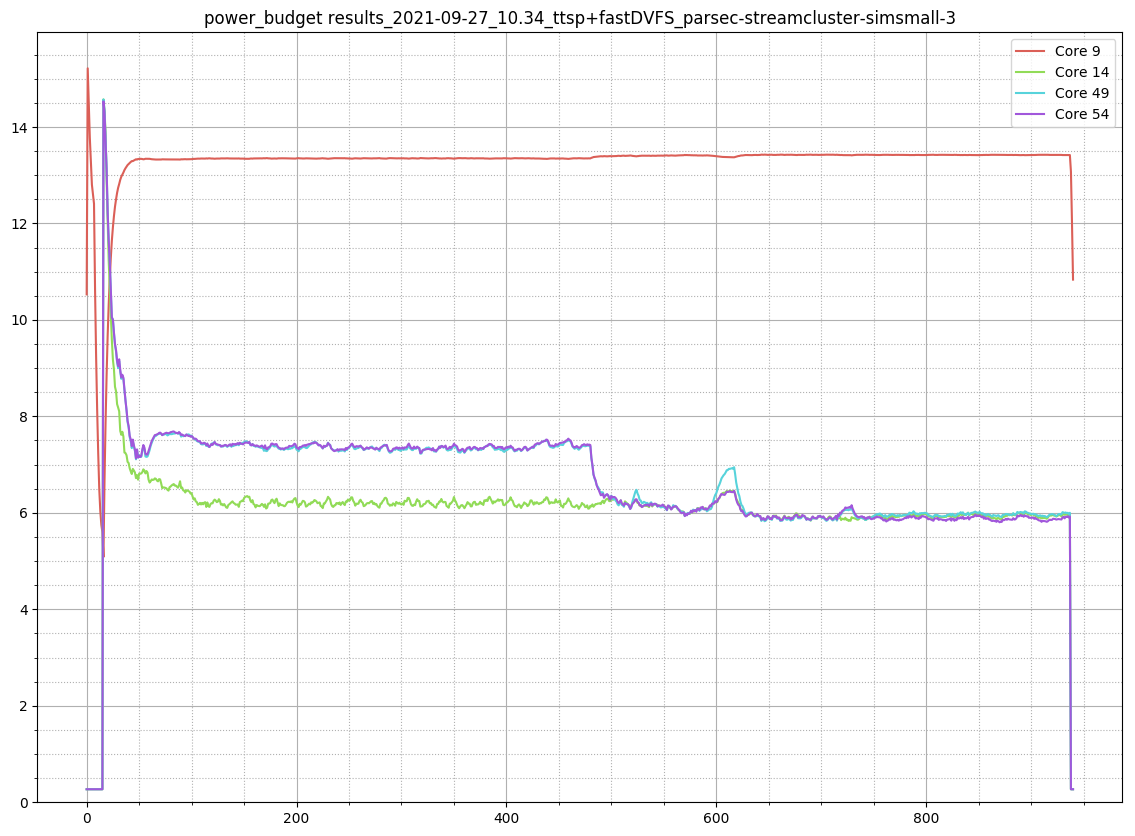 power_budget results_2021-09-27_10.34_ttsp+fastDVFS_parsec-streamcluster-simsmall-3
Core 9
Core 14
Core 49
Core 54
14
12
10
8
6
4
2
0
0 200 400 600 800